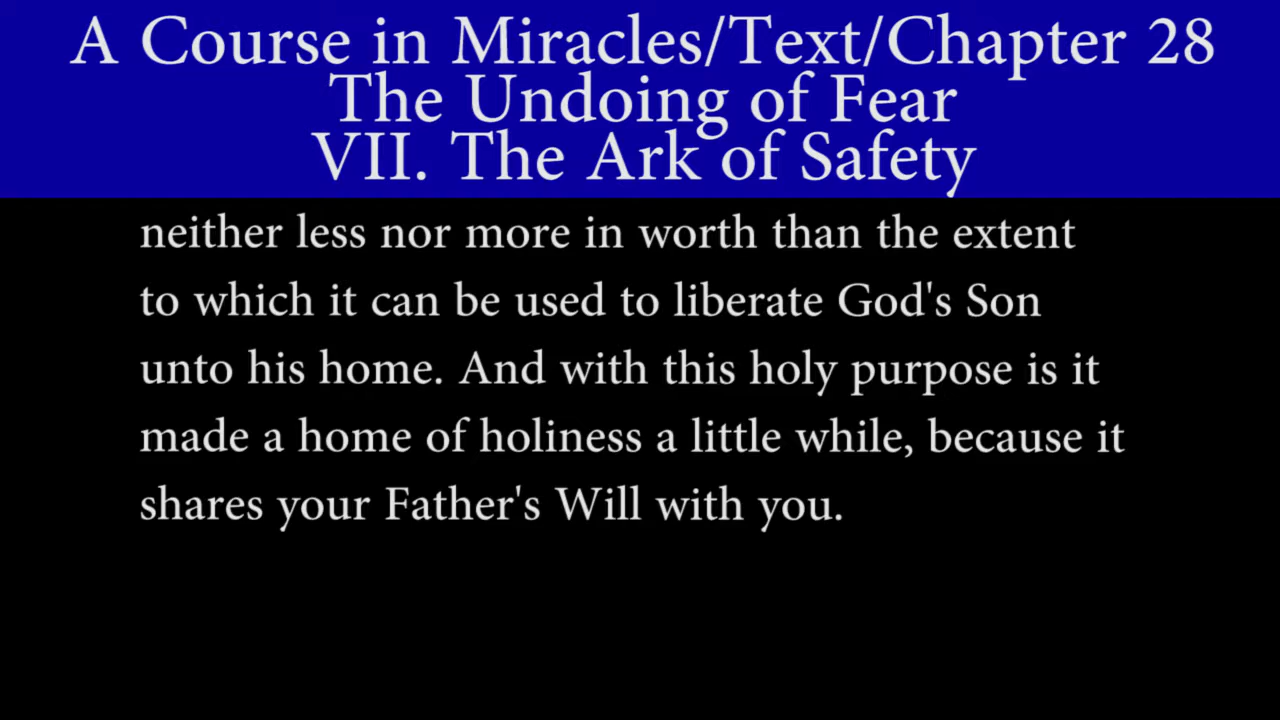 A Course in Miracles/Text/Chapter 28
The Undoing of Fear
VII. The Ark of Safety
neither less nor more in worth than the extent
to which it can be used to liberate God's Son
unto his home. And with this holy purpose is it
made a home of holiness a little while, because it
shares your Father's Will with you.